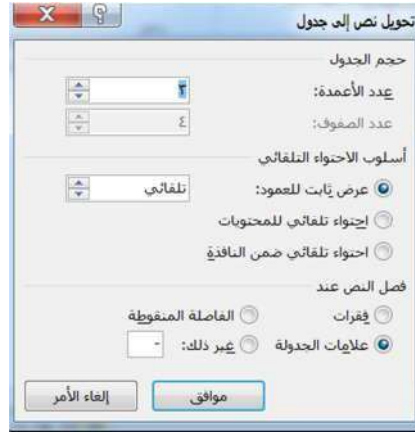 تحويل نص إلى جدول
حجم الجدول
عدد الأعمدة: ٢
عدد الصفوف: ٤
أسلوب الاحتواء التلقائي
عرض ثابت للعمود: تلقائي
احتواء تلقائي للمحتويات
احتواء تلقائي ضمن النافذة
فصل النص عند
فقرات الفاصلة المنقوطة
علامات الجدولة غير ذلك: -
موافق إلغاء الأمر